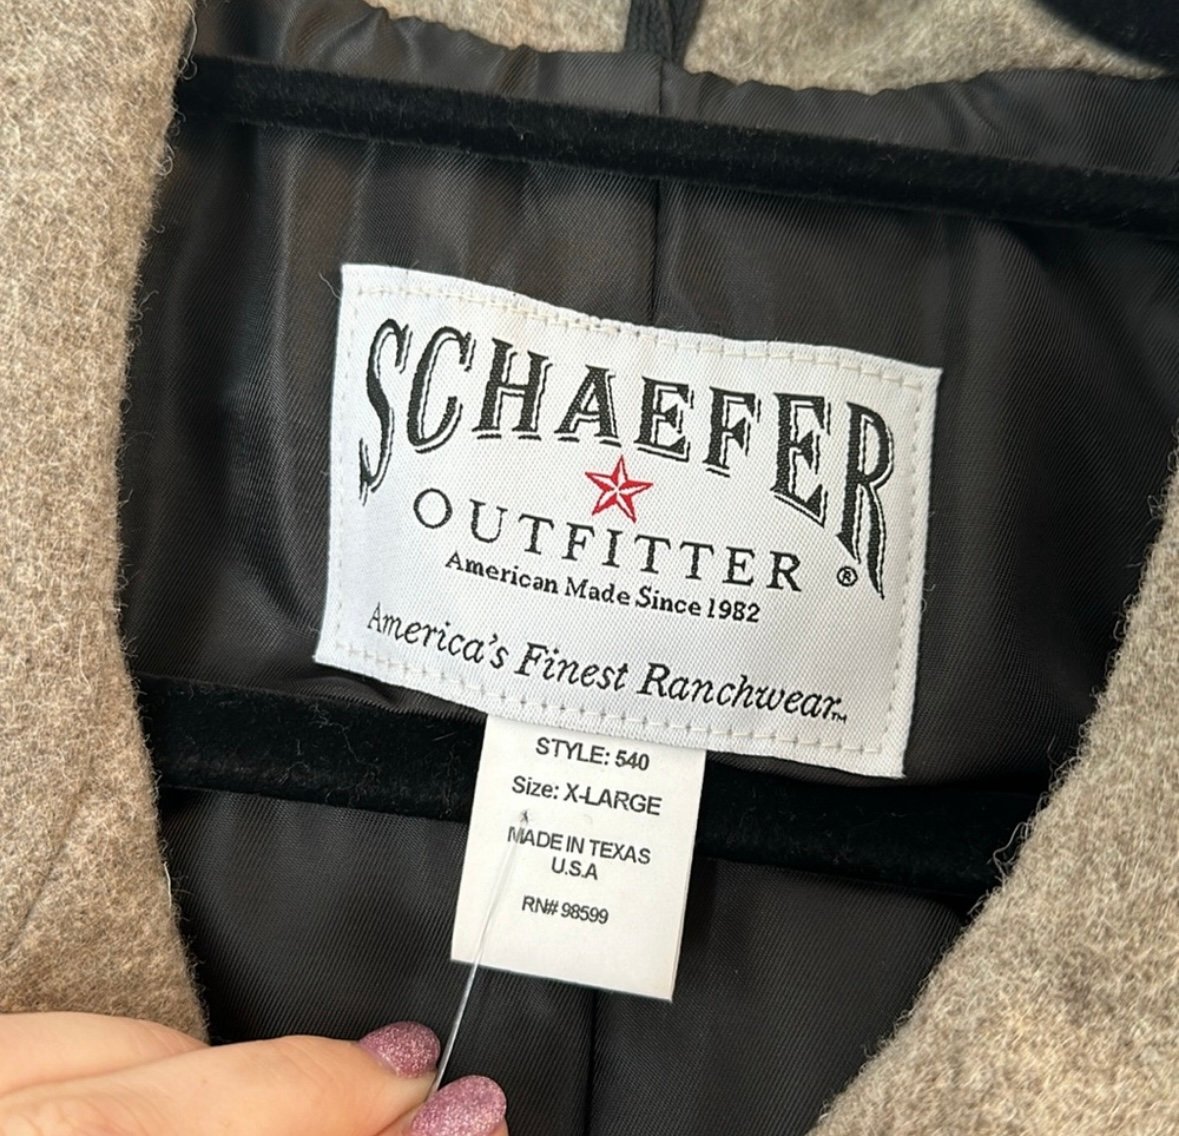 SCHAEFER
OUTFITTER ®
American Made Since 1982
America's Finest Ranchwear™
STYLE: 540
Size: X-LARGE
MADE IN TEXAS
U.S.A
RN# 98599